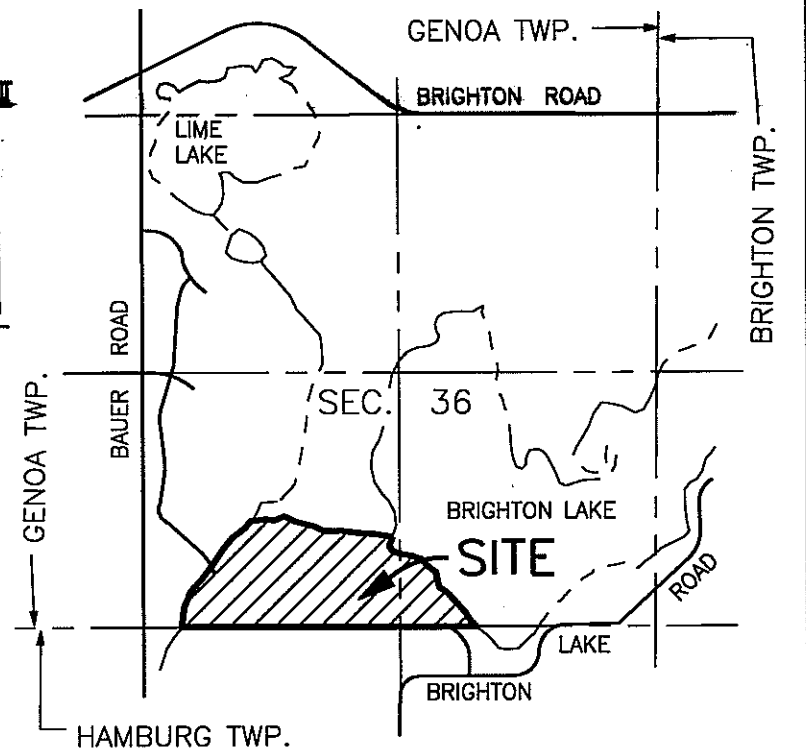 GENOA TWP.
BRIGHTON ROAD
LIME
LAKE
BRIGHTON TWP.
BAUER ROAD
GENOA TWP.
SEC. 36
BRIGHTON LAKE
SITE
ROAD
LAKE
BRIGHTON
HAMBURG TWP.